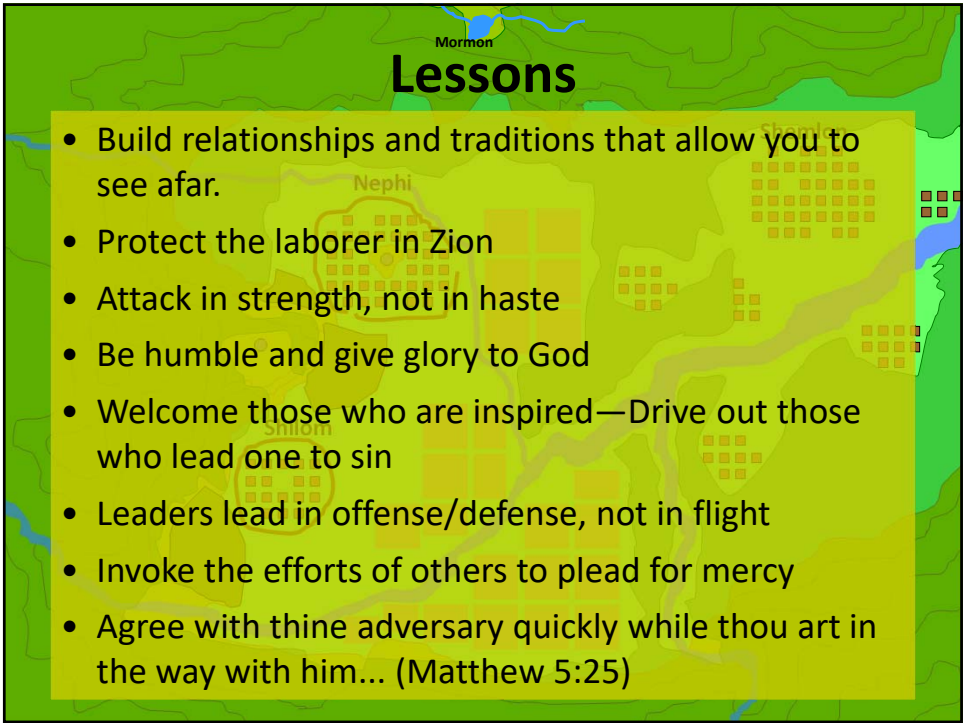 Mormon
Lessons
• Build relationships and traditions that allow you to
see afar.
• Protect the laborer in Zion
• Attack in strength, not in haste
• Be humble and give glory to God
• Welcome those who are inspired—Drive out those
who lead one to sin
• Leaders lead in offense/defense, not in flight
• Invoke the efforts of others to plead for mercy
• Agree with thine adversary quickly while thou art in
the way with him... (Matthew 5:25)
Shemlon
Nephi
Shilom